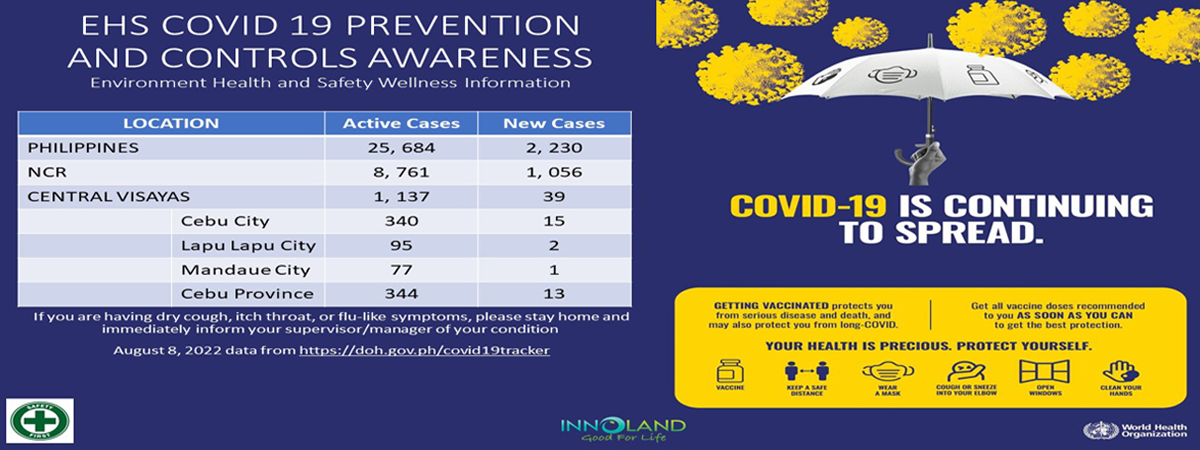 EHS COVID 19 PREVENTION
AND CONTROLS AWARENESS
Environment Health and Safety Wellness Information
LOCATION Active Cases New Cases
PHILIPPINES 25, 684 2, 230
NCR 8, 761 1, 056
CENTRAL VISAYAS 1, 137 39
Cebu City 340 15
Lapu Lapu City 95 2
Mandaue City 77 1
Cebu Province 344 13
If you are having dry cough, itch throat, or flu-like symptoms, please stay home and
immediately inform your supervisor/manager of your condition
August 8, 2022 data from https://doh.gov.ph/covid19tracker
SAFETY
FIRST
INNOLAND
Good For Life
COVID-19 IS CONTINUING
TO SPREAD.
GETTING VACCINATED protects you
from serious disease and death, and
may also protect you from long-COVID.
Get all vaccine doses recommended
to you AS SOON AS YOU CAN
to get the best protection.
YOUR HEALTH IS PRECIOUS. PROTECT YOURSELF.
VACCINE
KEEP A SAFE
DISTANCE
WEAR
A MASK
COUGH OR SNEEZE
INTO YOUR ELBOW
OPEN
WINDOWS
CLEAN YOUR
HANDS
World Health
Organization